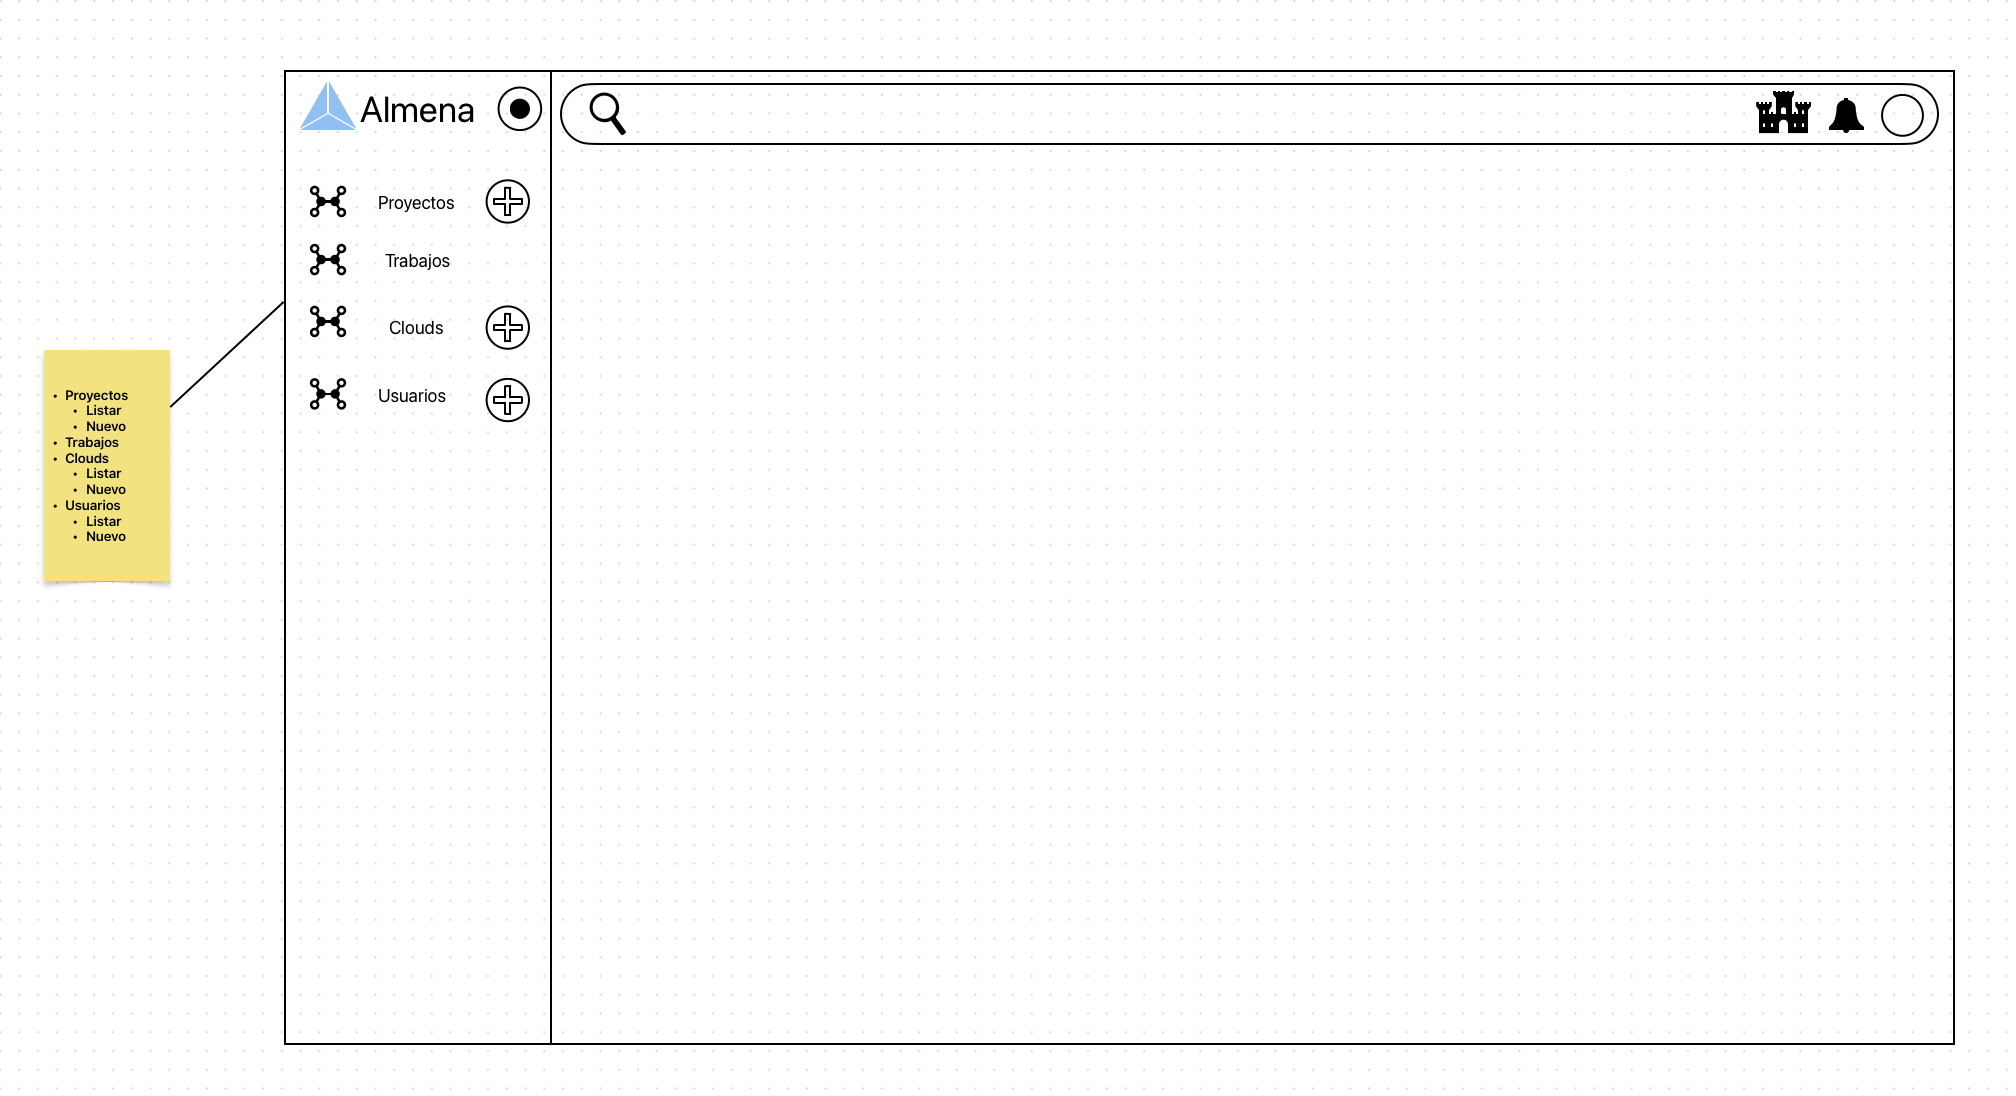 Almena
Proyectos
Trabajos
Clouds
Usuarios
• Proyectos
• Listar
• Nuevo
• Trabajos
• Clouds
• Listar
• Nuevo
• Usuarios
• Listar
• Nuevo